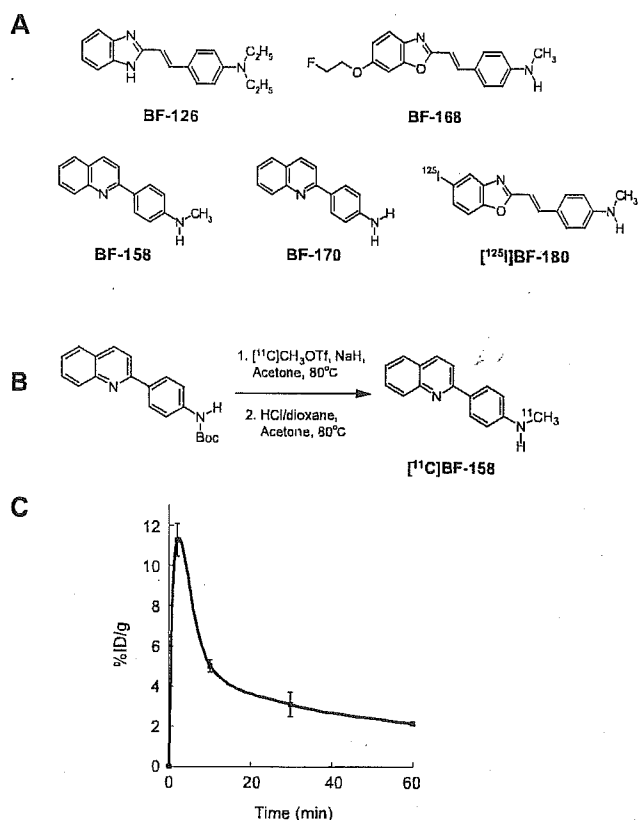 A
BF-126
BF-168
BF-158
BF-170
[¹²⁵I]BF-180
N
N
H
N
C₂H₅
C₂H₅
F
O
N
O
N
CH₃
H
N
N
CH₃
H
N
N
H
H
¹²⁵I
N
O
N
CH₃
H
B
N
N
H
Boc
1. [¹¹C]CH₃OTf, NaH,
Acetone, 80°C
2. HCl/dioxane,
Acetone, 80°C
N
N
¹¹CH₃
H
[¹¹C]BF-158
C
%ID/g
12
10
8
6
4
2
0
0 20 40 60
Time (min)